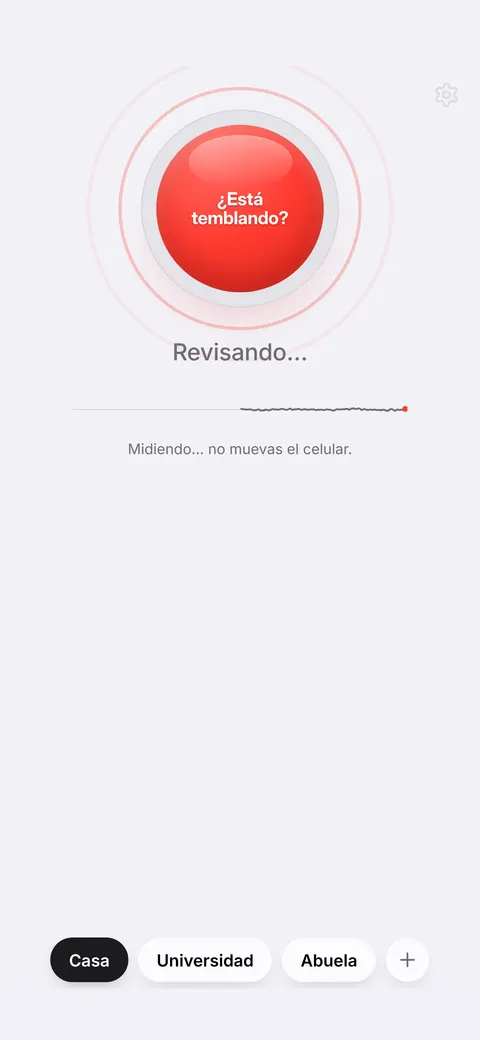 ¿Está
temblando?
Revisando...
Midiendo... no muevas el celular.
Casa
Universidad
Abuela